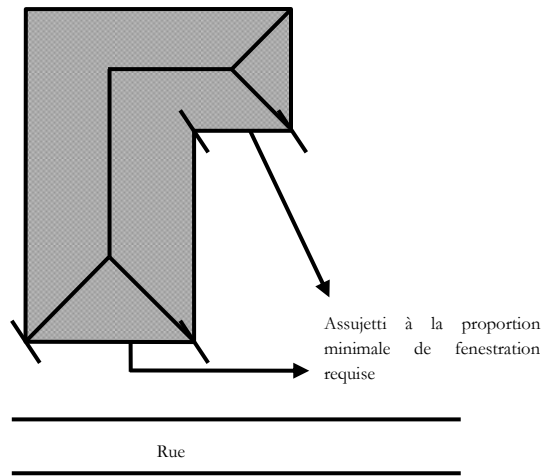 Assujetti à la proportion
minimale de fenestration
requise
Rue